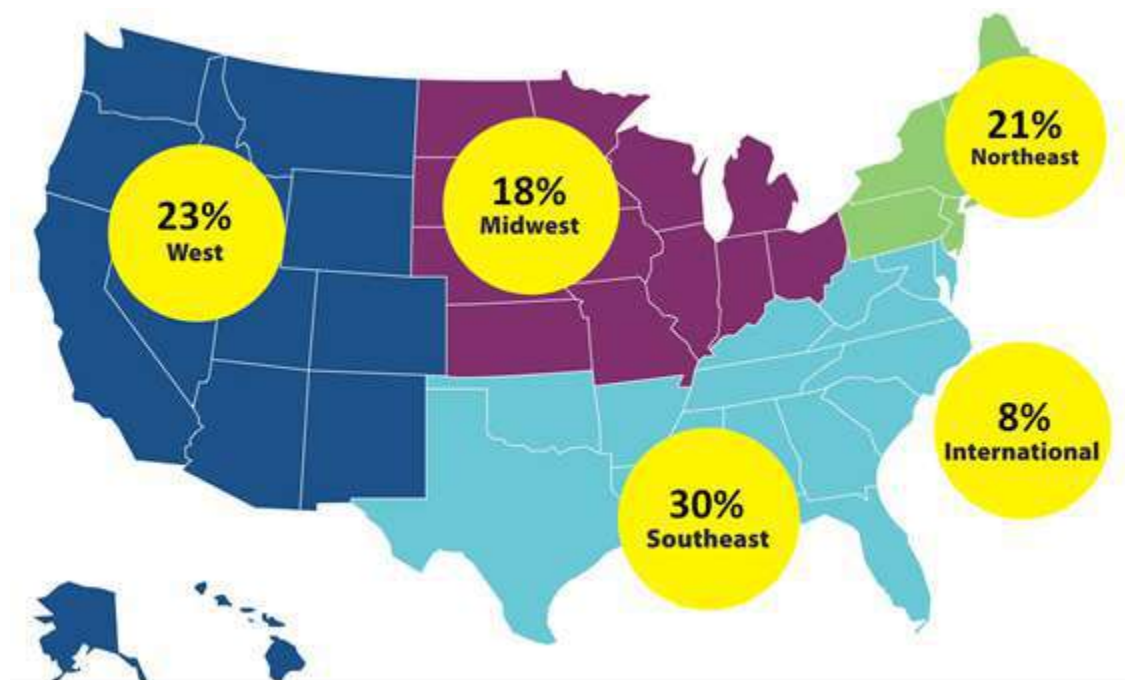 21%
Northeast
18%
Midwest
23%
West
8%
International
30%
Southeast